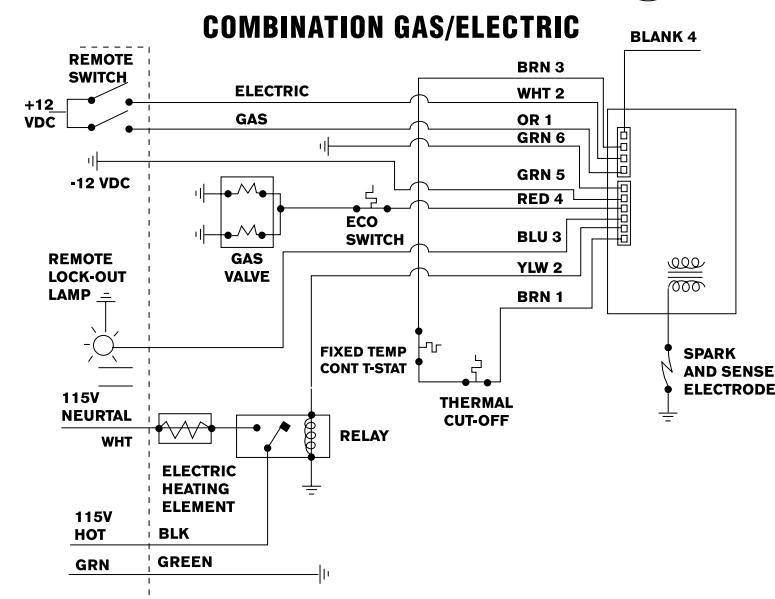 COMBINATION GAS/ELECTRIC
BLANK 4
REMOTE
SWITCH
BRN 3
ELECTRIC
WHT 2
+12
VDC
GAS
OR 1
GRN 6
-12 VDC
GRN 5
RED 4
ECO
SWITCH
BLU 3
GAS
VALVE
REMOTE
LOCK-OUT
LAMP
YLW 2
BRN 1
FIXED TEMP
CONT T-STAT
SPARK
AND SENSE
ELECTRODE
THERMAL
CUT-OFF
115V
NEURTAL
WHT
RELAY
ELECTRIC
HEATING
ELEMENT
115V
HOT
BLK
GRN
GREEN